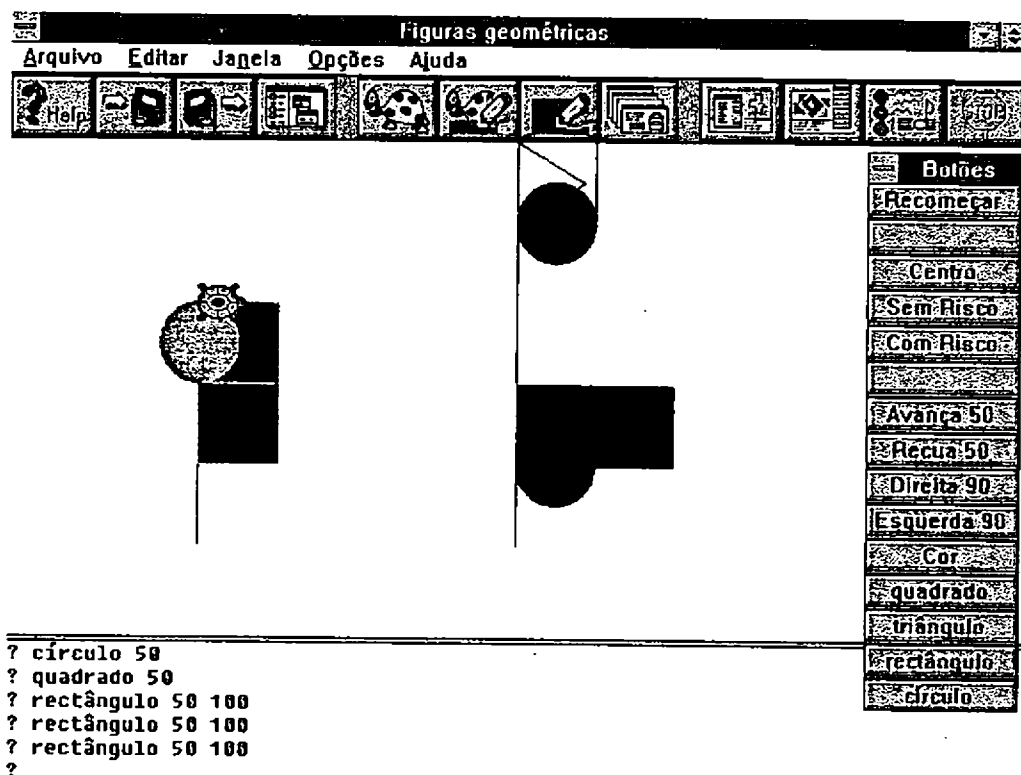 Figuras geométricas
Arquivo Editar Janela Opções Ajuda
Help
STOP
Botões
Recomeçar
Centro
Sem Risco
Com Risco
Avança 50
Recua 50
Direita 90
Esquerda 90
Cor
quadrado
triângulo
rectângulo
círculo
? círculo 50
? quadrado 50
? rectângulo 50 100
? rectângulo 50 100
? rectângulo 50 100
?